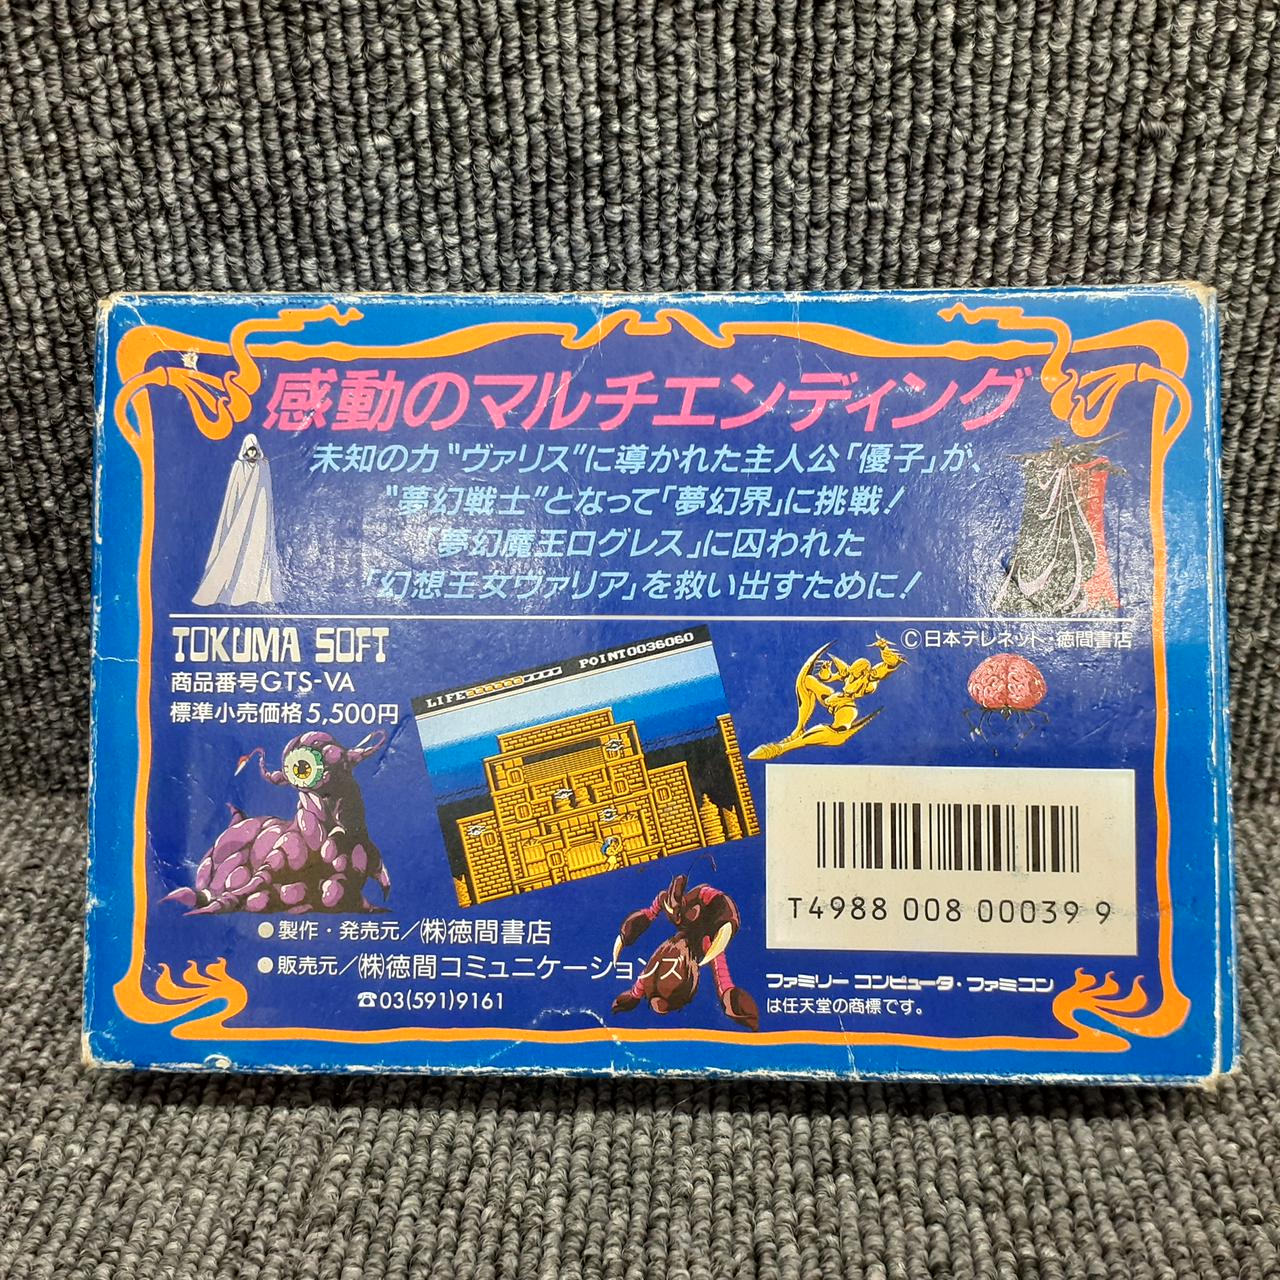 感動のマルチエンディング
未知の力“ヴァリス”に導かれた主人公「優子」が、
“夢幻戦士”となって「夢幻界」に挑戦！
「夢幻魔王ログレス」に囚われた
「幻想王女ヴァリア」を救い出すために！
TOKUMA SOFT
商品番号GTS-VA
標準小売価格5,500円
LIFE
POINT0036060
Ⓒ日本テレネット・徳間書店
T4988 008 00039 9
●製作・発売元／㈱徳間書店
●販売元／㈱徳間コミュニケーションズ
☎03(591)9161
ファミリーコンピュータ・ファミコン
は任天堂の商標です。